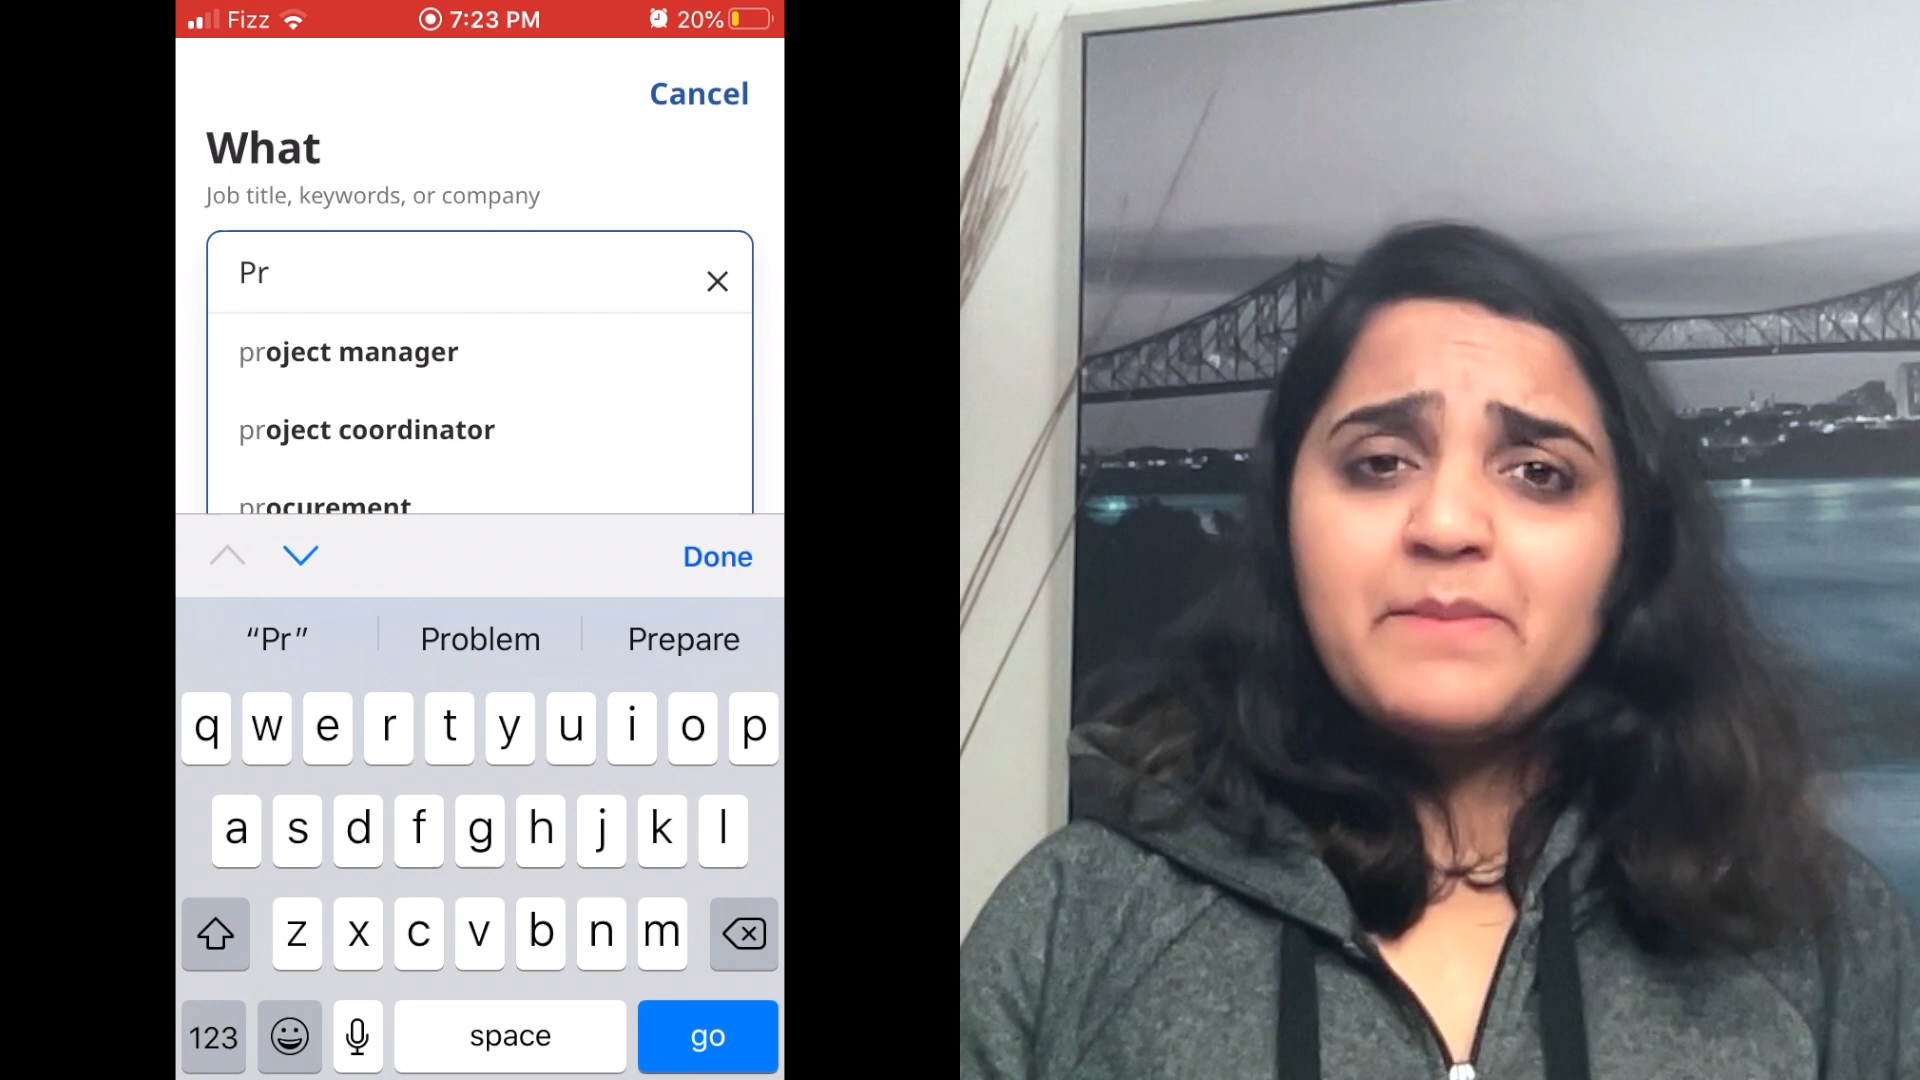 Fizz 7:23 PM 20%
Cancel
What
Job title, keywords, or company
Pr
project manager
project coordinator
procurement
Done
“Pr” Problem Prepare
q w e r t y u i o p
a s d f g h j k l
z x c v b n m
123 space go